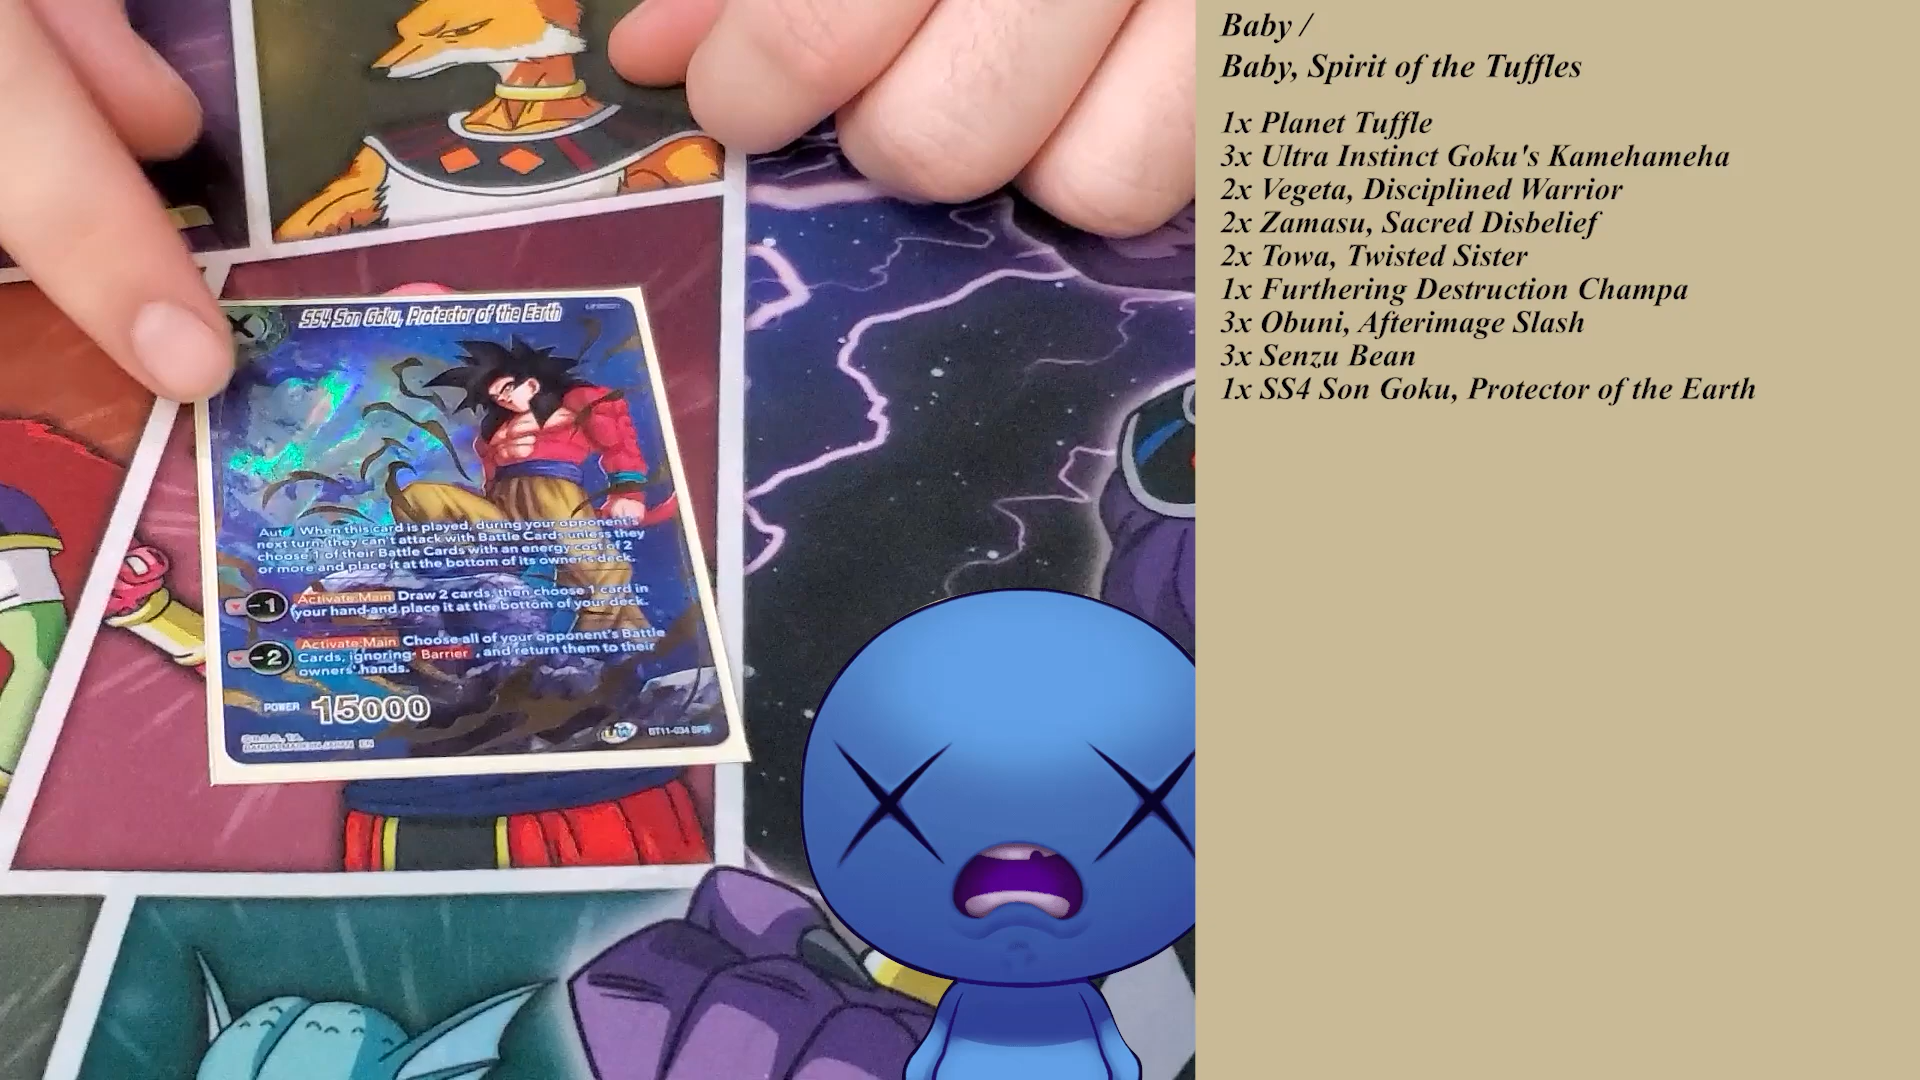 Baby /
Baby, Spirit of the Tuffles
1x Planet Tuffle
3x Ultra Instinct Goku's Kamehameha
2x Vegeta, Disciplined Warrior
2x Zamasu, Sacred Disbelief
2x Towa, Twisted Sister
1x Furthering Destruction Champa
3x Obuni, Afterimage Slash
3x Senzu Bean
1x SS4 Son Goku, Protector of the Earth
X
SS4 Son Goku, Protector of the Earth
Auto When this card is played, during your opponent's
next turn, they can't attack with Battle Cards unless they
choose 1 of their Battle Cards with an energy cost of 2
or more and place it at the bottom of its owner's deck.
-1 Activate:Main Draw 2 cards, then choose 1 card in
your hand and place it at the bottom of your deck.
-2 Activate:Main Choose all of your opponent's Battle
Cards, ignoring Barrier, and return them to their
owners' hands.
POWER 15000
BANDAI MADE IN JAPAN EN
UW
BT11-034 SPR